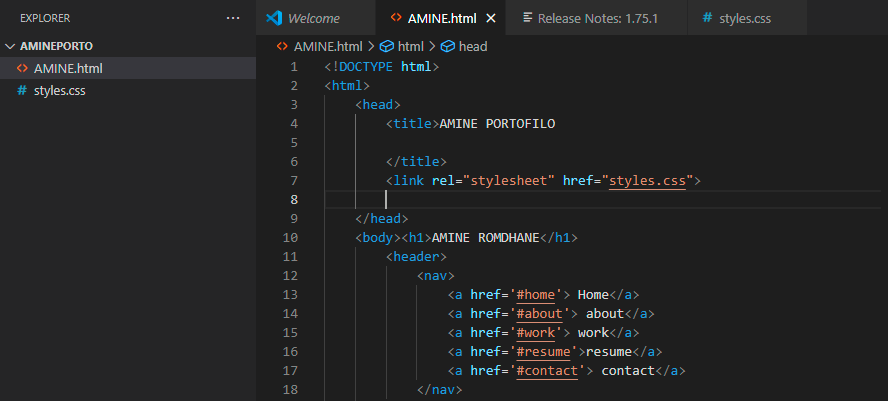 EXPLORER ...
AMINEPORTO
<> AMINE.html
# styles.css
Welcome
<> AMINE.html
Release Notes: 1.75.1
# styles.css
<> AMINE.html > html > head
1 <!DOCTYPE html>
2 <html>
3 <head>
4 <title>AMINE PORTOFILO
5
6 </title>
7 <link rel="stylesheet" href="styles.css">
8
9 </head>
10 <body><h1>AMINE ROMDHANE</h1>
11 <header>
12 <nav>
13 <a href='#home'> Home</a>
14 <a href='#about'> about</a>
15 <a href='#work'> work</a>
16 <a href='#resume'>resume</a>
17 <a href='#contact'> contact</a>
18 </nav>